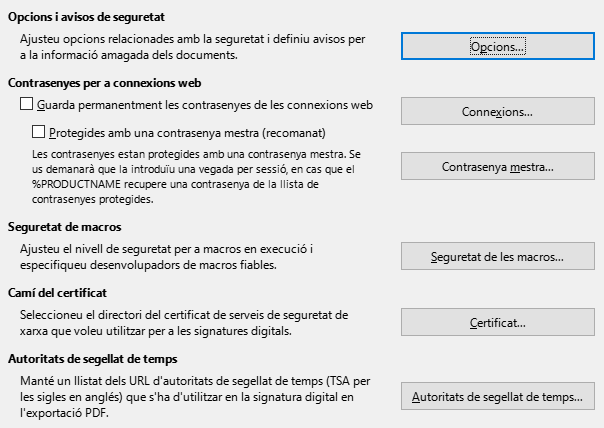 Opcions i avisos de seguretat
Ajusteu opcions relacionades amb la seguretat i definiu avisos per
a la informació amagada dels documents.
Opcions...
Contrasenyes per a connexions web
Guarda permanentment les contrasenyes de les connexions web
Connexions...
Protegides amb una contrasenya mestra (recomanat)
Les contrasenyes estan protegides amb una contrasenya mestra. Se
us demanarà que la introduïu una vegada per sessió, en cas que el
%PRODUCTNAME recupere una contrasenya de la llista de
contrasenyes protegides.
Contrasenya mestra...
Seguretat de macros
Ajusteu el nivell de seguretat per a macros en execució i
especifiqueu desenvolupadors de macros fiables.
Seguretat de les macros...
Camí del certificat
Seleccioneu el directori del certificat de serveis de seguretat de
xarxa que voleu utilitzar per a les signatures digitals.
Certificat...
Autoritats de segellat de temps
Manté un llistat dels URL d'autoritats de segellat de temps (TSA per
les sigles en anglés) que s'ha d'utilitzar en la signatura digital en
l'exportació PDF.
Autoritats de segellat de temps...